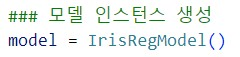 ### 모델 인스턴스 생성
model = IrisRegModel()